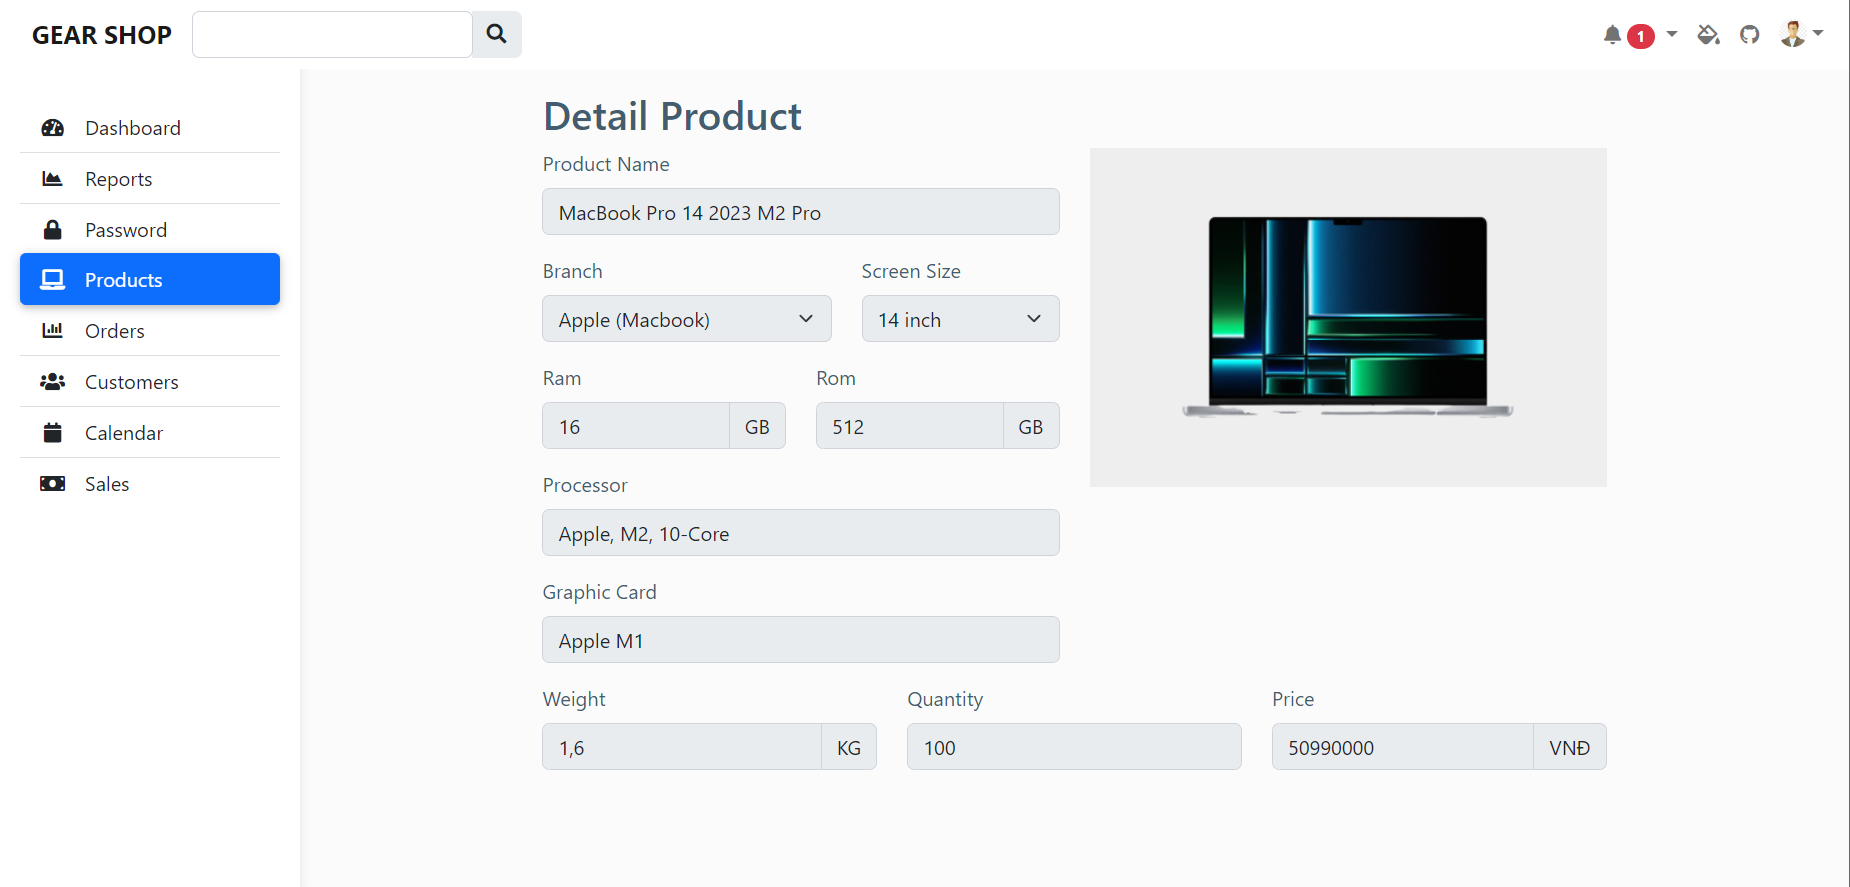 GEAR SHOP
1
Dashboard
Reports
Password
Products
Orders
Customers
Calendar
Sales
Detail Product
Product Name
MacBook Pro 14 2023 M2 Pro
Branch Screen Size
Apple (Macbook) 14 inch
Ram Rom
16 GB 512 GB
Processor
Apple, M2, 10-Core
Graphic Card
Apple M1
Weight Quantity Price
1,6 KG 100 50990000 VNĐ